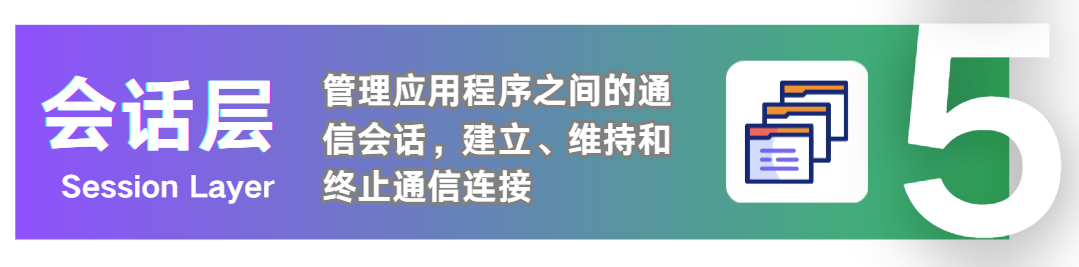 会话层
Session Layer
管理应用程序之间的通
信会话，建立、维持和
终止通信连接
5